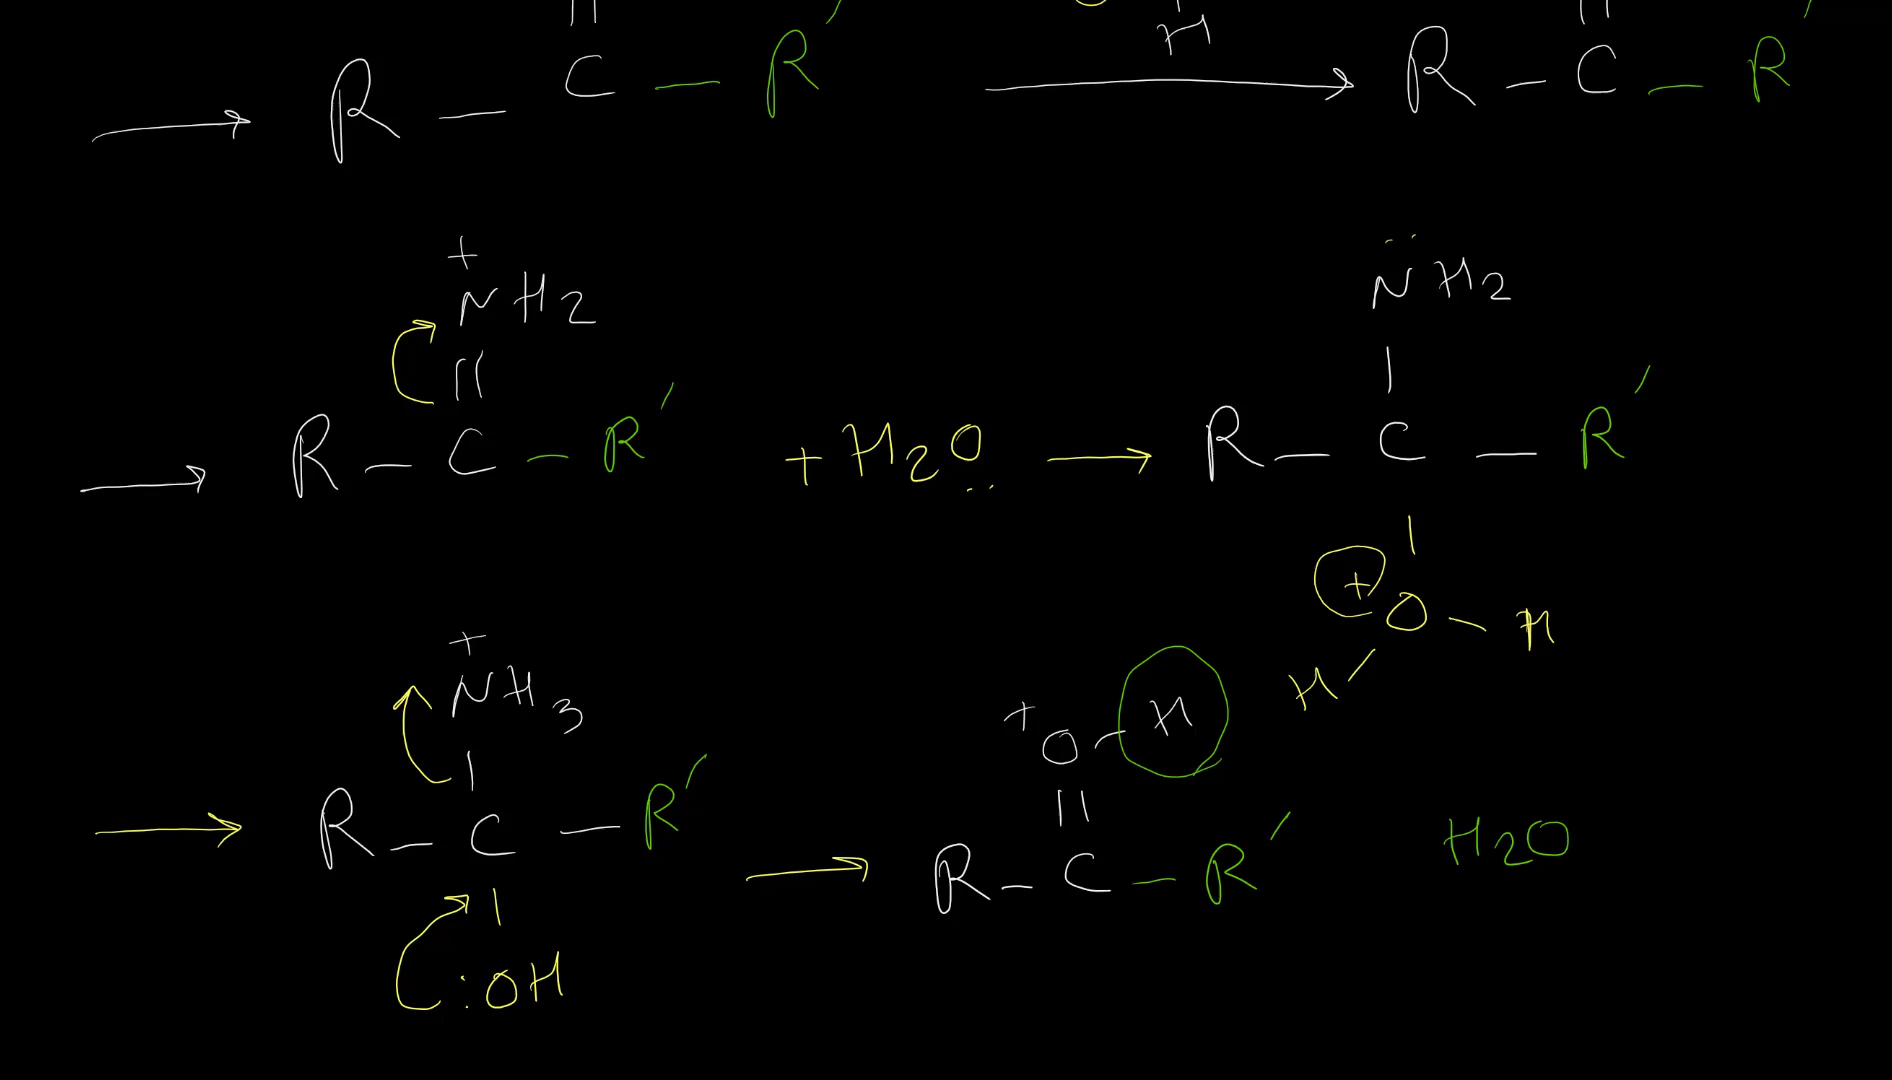 H
R — C — R′ ⟶ R — C — R′
+
NH2 NH2
R — C — R′ + H2O ⟶ R — C — R′
+ O — H
H
+
NH3 + O — H
R — C — R′ ⟶ R — C — R′ H2O
:OH